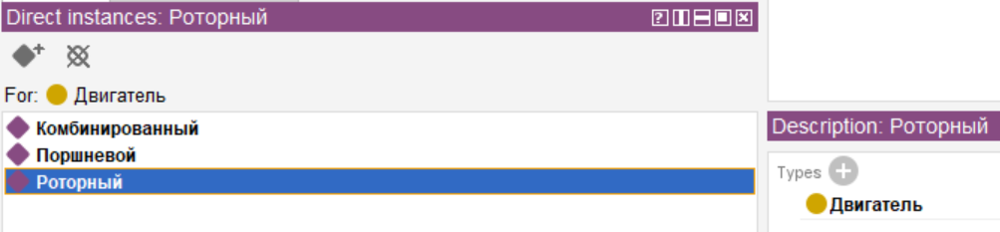 Direct instances: Роторный
For: Двигатель
Комбинированный
Поршневой
Роторный
Description: Роторный
Types
Двигатель